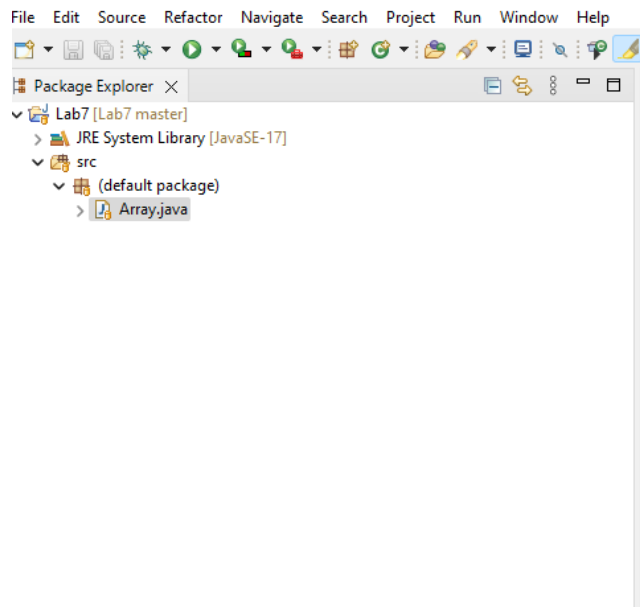 File Edit Source Refactor Navigate Search Project Run Window Help
Package Explorer
Lab7 [Lab7 master]
JRE System Library [JavaSE-17]
src
(default package)
Array.java